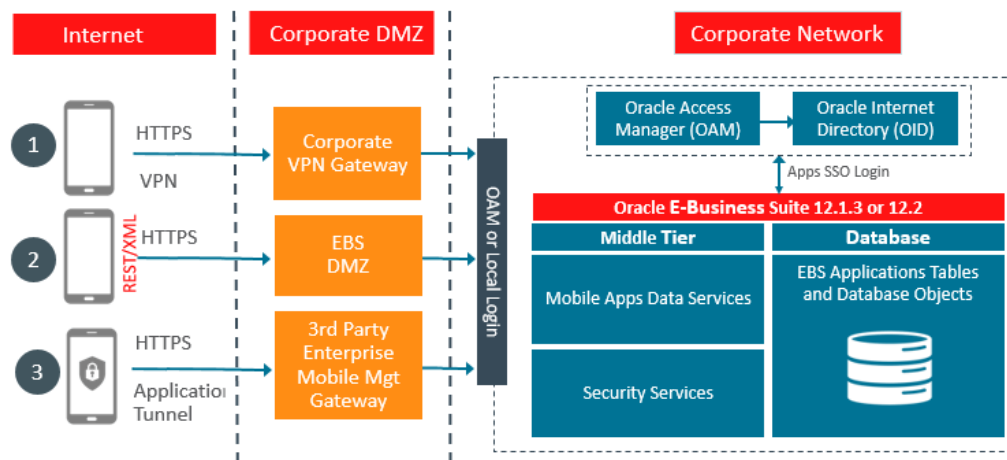 Internet
Corporate DMZ
Corporate Network
1
HTTPS
VPN
Corporate
VPN Gateway
2
REST/XML
HTTPS
EBS
DMZ
3
HTTPS
Application
Tunnel
3rd Party
Enterprise
Mobile Mgt
Gateway
OAM or Local Login
Oracle Access
Manager (OAM)
Oracle Internet
Directory (OID)
Apps SSO Login
Oracle E-Business Suite 12.1.3 or 12.2
Middle Tier
Database
Mobile Apps Data Services
Security Services
EBS Applications Tables
and Database Objects